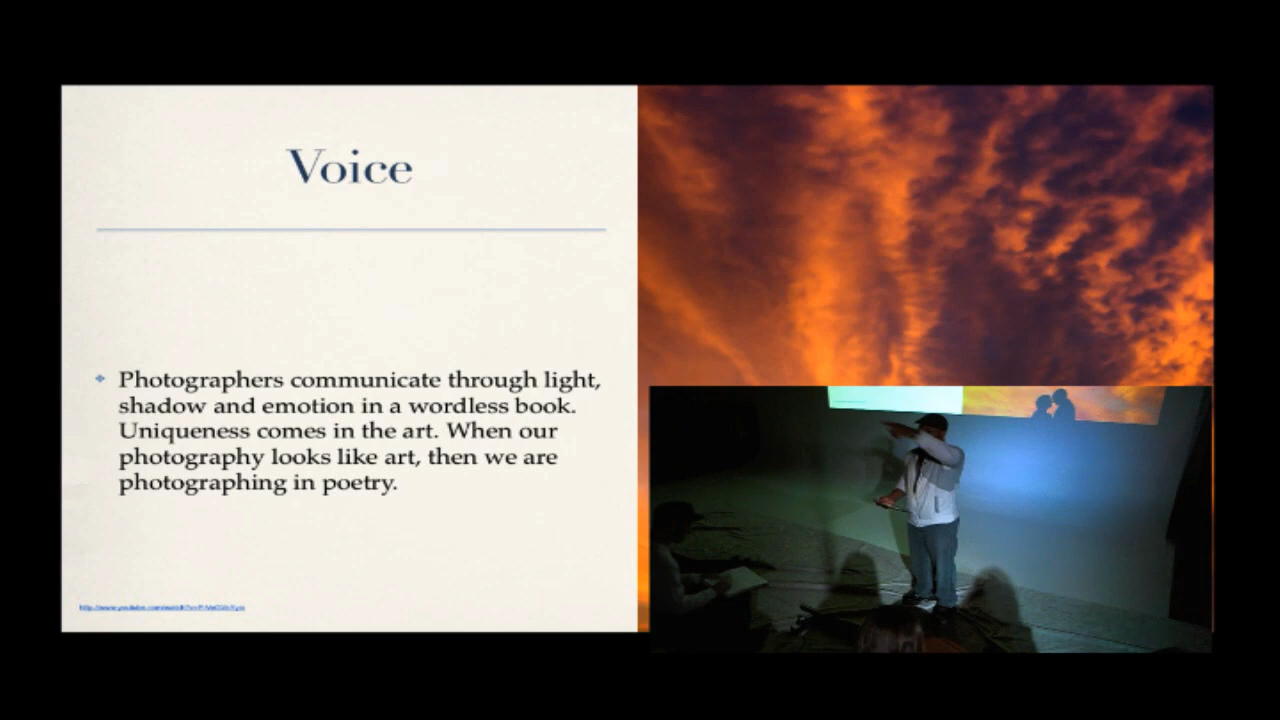 Voice
Photographers communicate through light,
shadow and emotion in a wordless book.
Uniqueness comes in the art. When our
photography looks like art, then we are
photographing in poetry.